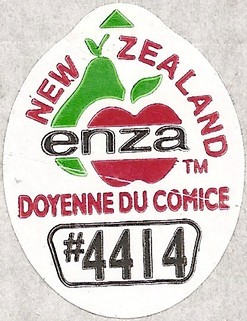 NEW ZEALAND
enza
TM
DOYENNE DU COMICE
#4414